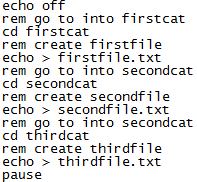 echo off
rem go to into firstcat
cd firstcat
rem create firstfile
echo > firstfile.txt
rem go to into secondcat
cd secondcat
rem create secondfile
echo > secondfile.txt
rem go to into secondcat
cd thirdcat
rem create thirdfile
echo > thirdfile.txt
pause